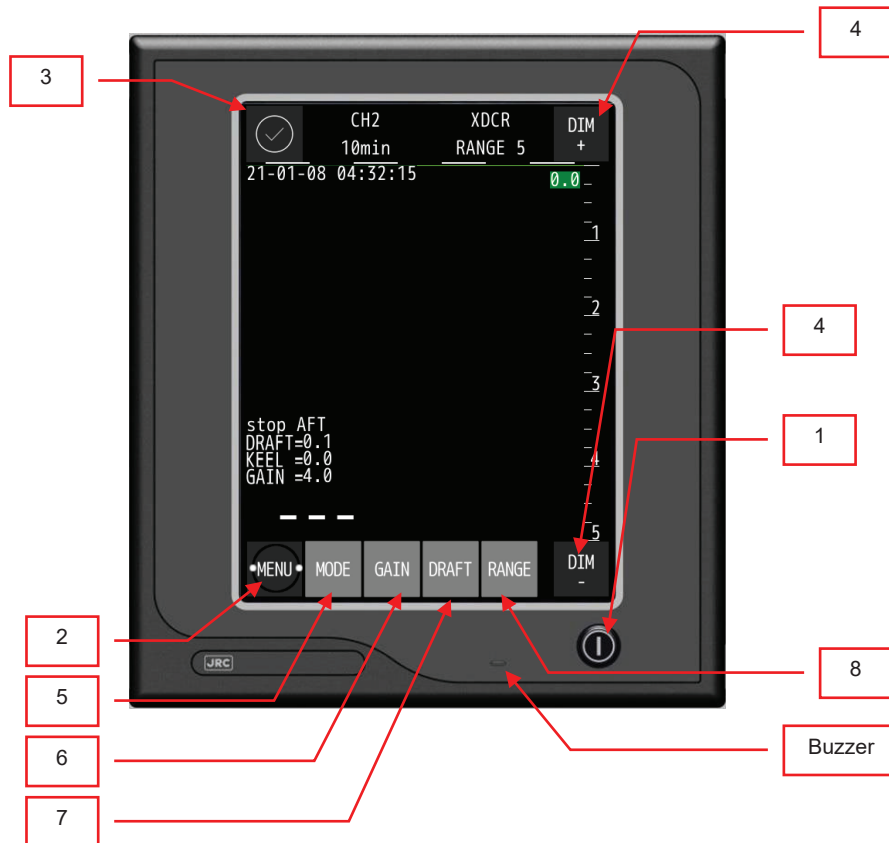 4
3
CH2 XDCR DIM
10min RANGE 5 +
21-01-08 04:32:15 0.0
1
2
4
3
1
stop AFT
DRAFT=0.1
KEEL =0.0
GAIN =4.0
4
5
MENU MODE GAIN DRAFT RANGE DIM
-
2
JRC
8
5
6
Buzzer
7